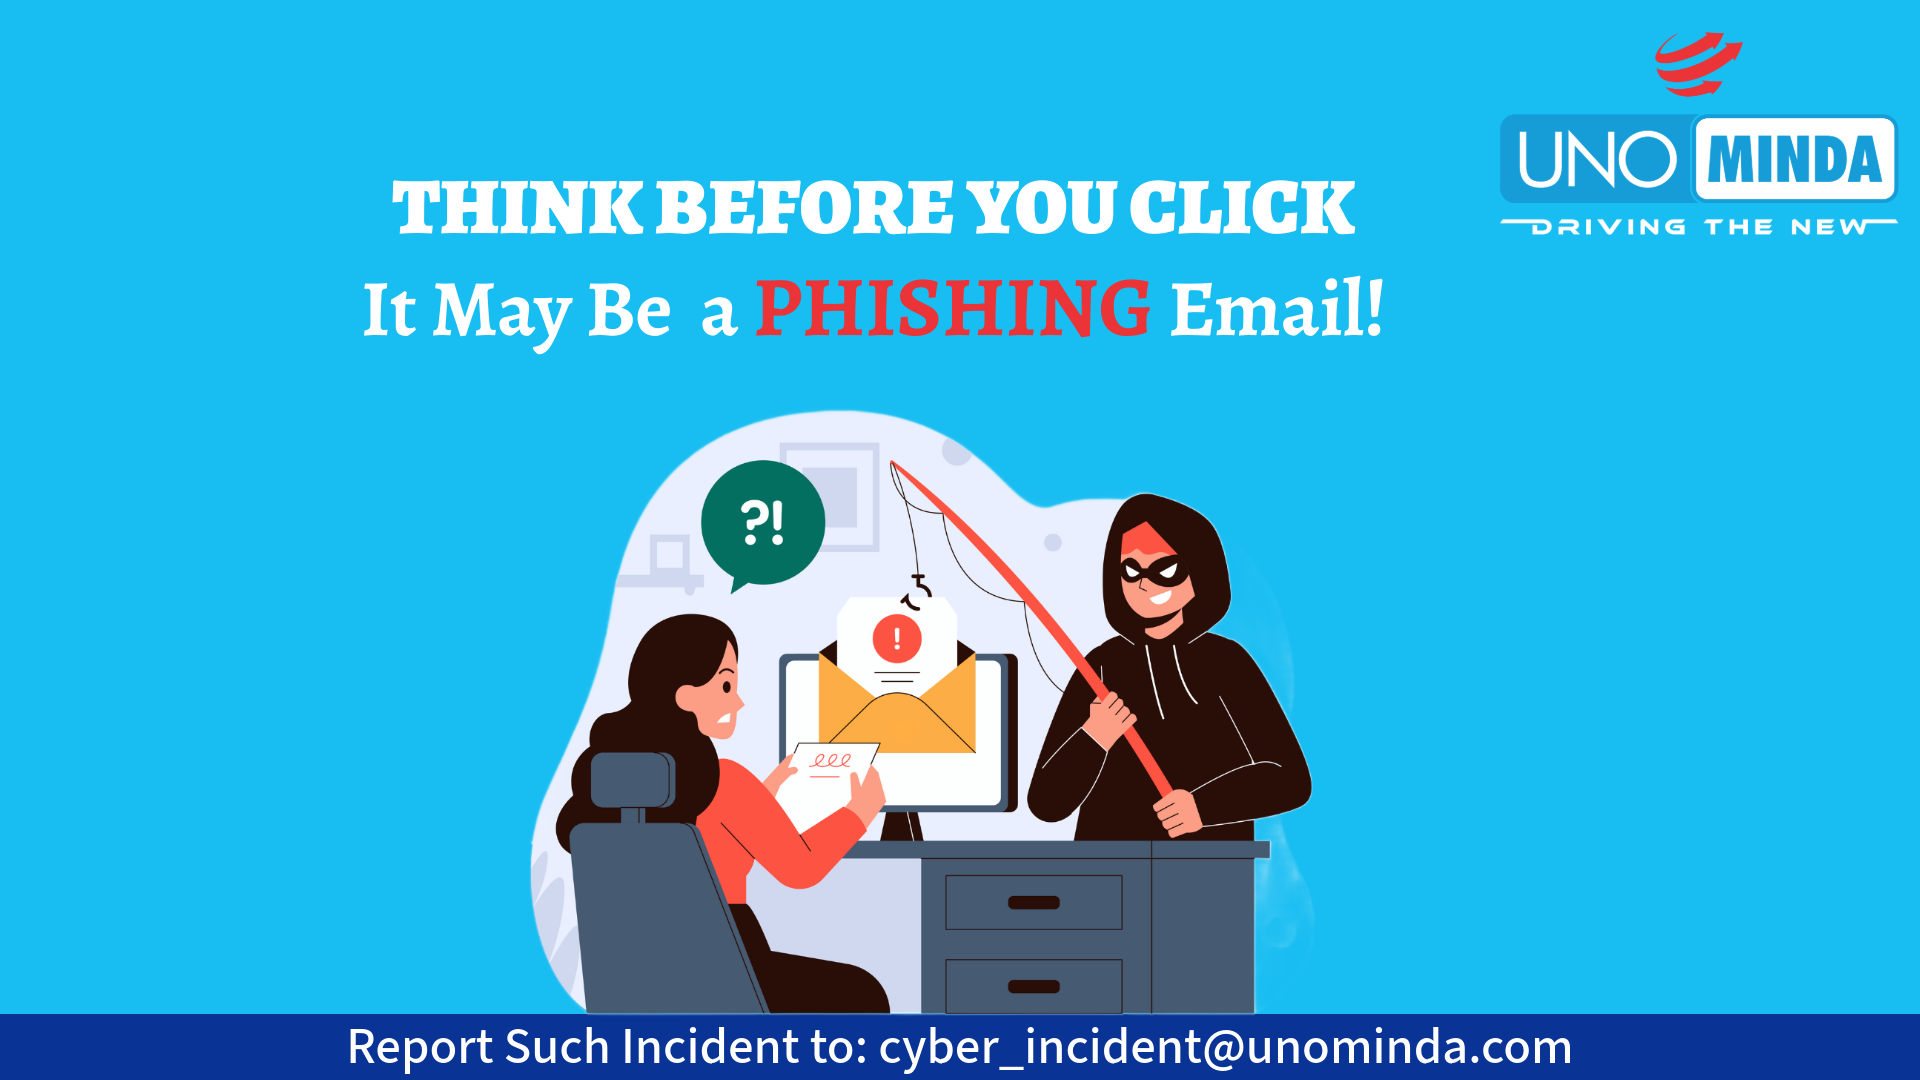 UNO MINDA
DRIVING THE NEW
THINK BEFORE YOU CLICK
It May Be a PHISHING Email!
?!
!
Report Such Incident to: cyber_incident@unominda.com